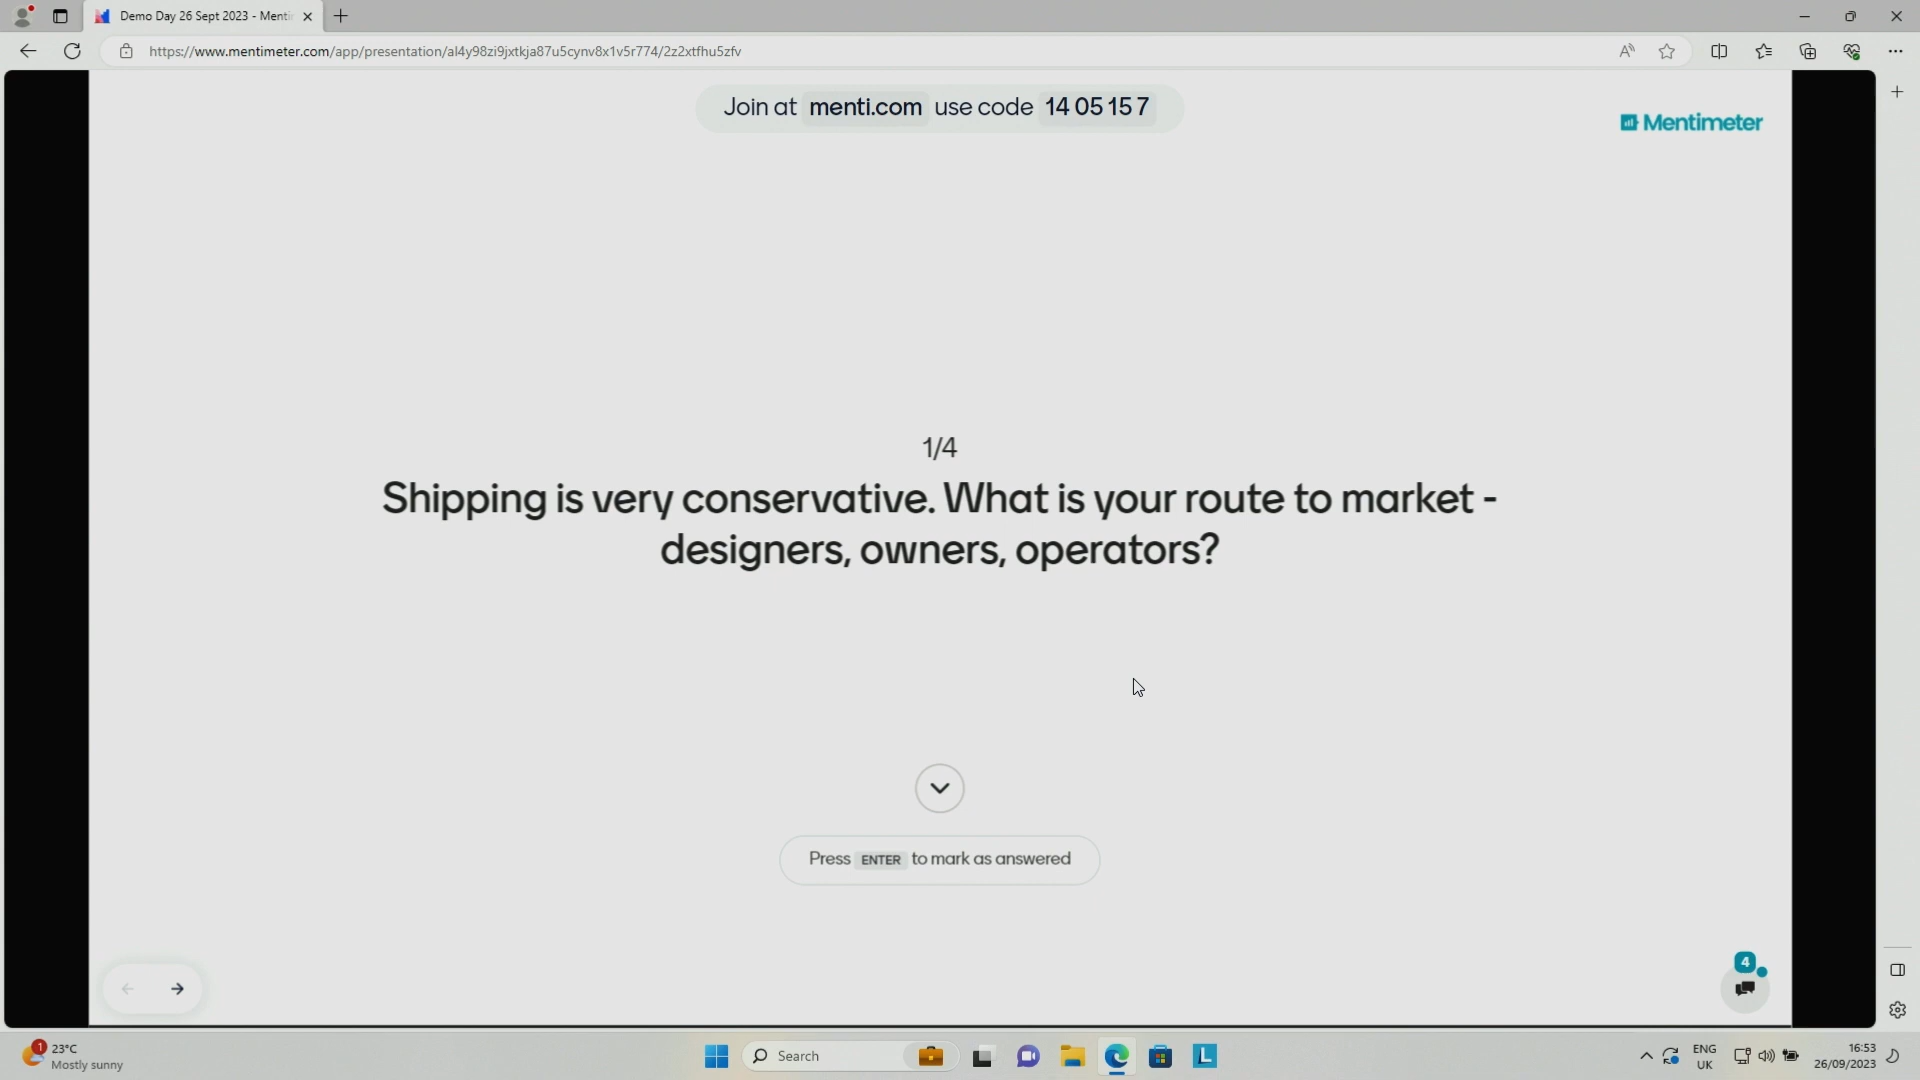 Demo Day 26 Sept 2023 - Menti
https://www.mentimeter.com/app/presentation/al4y98zi9jxtkja87u5cynv8x1v5r774/2z2xtfhu5zfv
Join at menti.com use code 14 05 15 7
Mentimeter
1/4
Shipping is very conservative. What is your route to market -
designers, owners, operators?
Press ENTER to mark as answered
4
1
23°C
Mostly sunny
Search
L
ENG
UK
16:53
26/09/2023